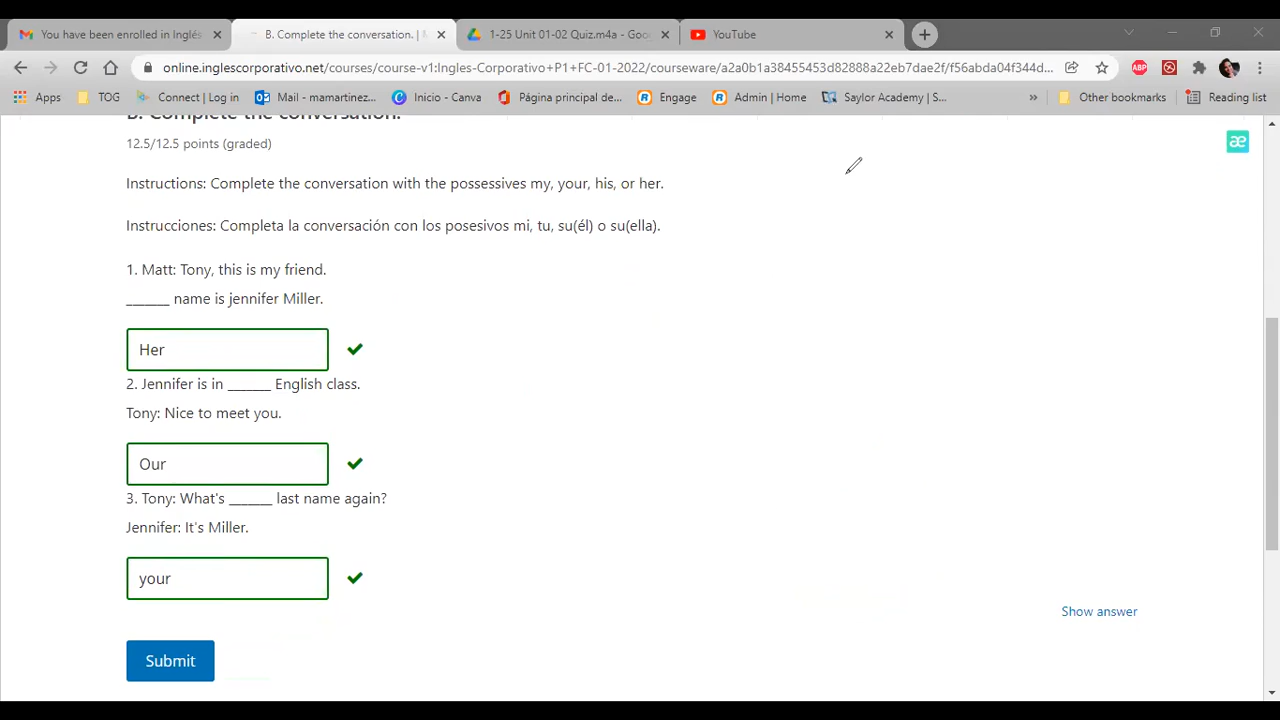 You have been enrolled in Inglés
B. Complete the conversation. |
1-25 Unit 01-02 Quiz.m4a - Goo
YouTube
online.inglescorporativo.net/courses/course-v1:Ingles-Corporativo+P1+FC-01-2022/courseware/a2a0b1a38455453d82888a22eb7dae2f/f56abda04f344d...
ABP
Apps
TOG
Connect | Log in
Mail - mamartinez...
Inicio - Canva
Página principal de...
Engage
Admin | Home
Saylor Academy | S...
»
Other bookmarks
Reading list
B. Complete the conversation.
12.5/12.5 points (graded)
æ
Instructions: Complete the conversation with the possessives my, your, his, or her.
Instrucciones: Completa la conversación con los posesivos mi, tu, su(él) o su(ella).
1. Matt: Tony, this is my friend.
______ name is jennifer Miller.
Her
2. Jennifer is in ______ English class.
Tony: Nice to meet you.
Our
3. Tony: What's ______ last name again?
Jennifer: It's Miller.
your
Show answer
Submit